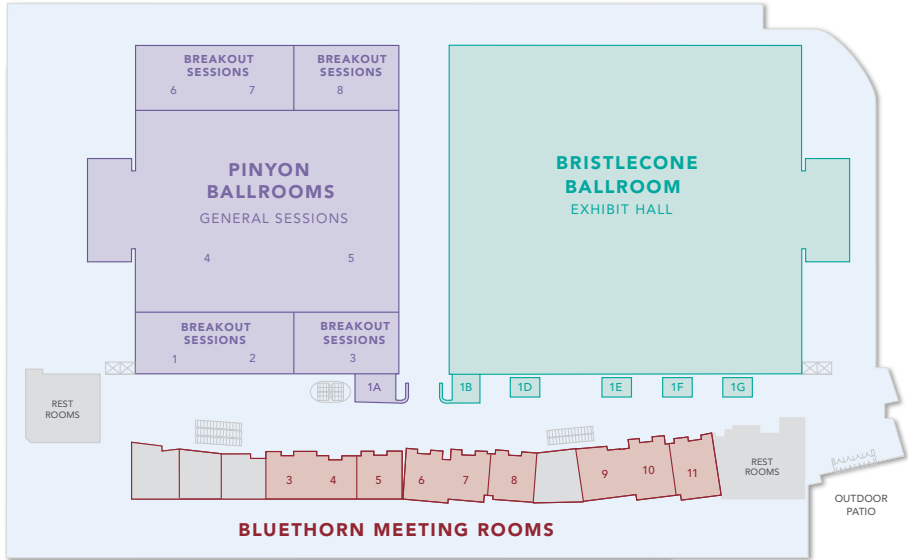 BREAKOUT
SESSIONS
6 7
BREAKOUT
SESSIONS
8
PINYON
BALLROOMS
GENERAL SESSIONS
4 5
BREAKOUT
SESSIONS
1 2
BREAKOUT
SESSIONS
3
BRISTLECONE
BALLROOM
EXHIBIT HALL
1A
1B
1D
1E
1F
1G
REST
ROOMS
3
4
5
6
7
8
9
10
11
REST
ROOMS
OUTDOOR
PATIO
BLUETHORN MEETING ROOMS